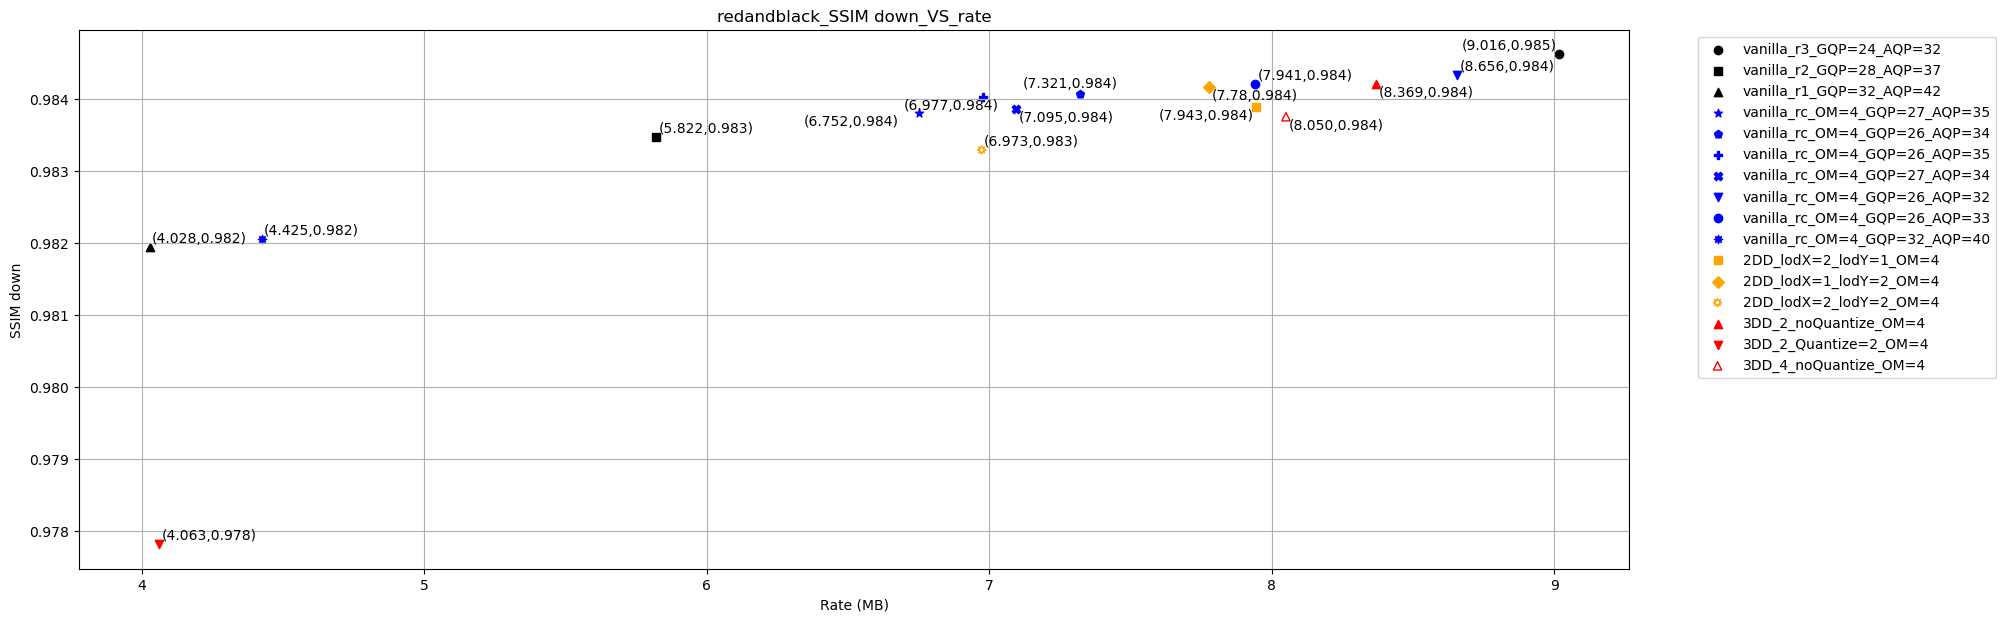 redandblack_SSIM down_VS_rate
SSIM down
0.984
0.983
0.982
0.981
0.980
0.979
0.978
(9.016,0.985)
(8.656,0.984)
(7.321,0.984)
(7.941,0.984)
(8.369,0.984)
(7.78,0.984)
(6.977,0.984)
(7.943,0.984)
(7.095,0.984)
(6.752,0.984)
(8.050,0.984)
(5.822,0.983)
(6.973,0.983)
(4.425,0.982)
(4.028,0.982)
(4.063,0.978)
4
5
6
7
8
9
Rate (MB)
vanilla_r3_GQP=24_AQP=32
vanilla_r2_GQP=28_AQP=37
vanilla_r1_GQP=32_AQP=42
vanilla_rc_OM=4_GQP=27_AQP=35
vanilla_rc_OM=4_GQP=26_AQP=34
vanilla_rc_OM=4_GQP=26_AQP=35
vanilla_rc_OM=4_GQP=27_AQP=34
vanilla_rc_OM=4_GQP=26_AQP=32
vanilla_rc_OM=4_GQP=26_AQP=33
vanilla_rc_OM=4_GQP=32_AQP=40
2DD_lodX=2_lodY=1_OM=4
2DD_lodX=1_lodY=2_OM=4
2DD_lodX=2_lodY=2_OM=4
3DD_2_noQuantize_OM=4
3DD_2_Quantize=2_OM=4
3DD_4_noQuantize_OM=4